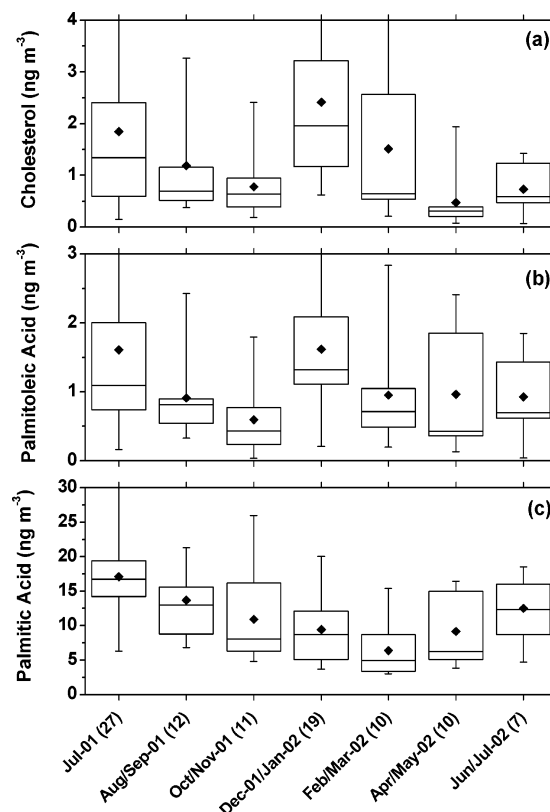 (a)
Cholesterol (ng m⁻³)
4
3
2
1
0
(b)
Palmitoleic Acid (ng m⁻³)
3
2
1
0
(c)
Palmitic Acid (ng m⁻³)
30
25
20
15
10
5
0
Jul-01 (27)
Aug/Sep-01 (12)
Oct/Nov-01 (11)
Dec-01/Jan-02 (19)
Feb/Mar-02 (10)
Apr/May-02 (10)
Jun/Jul-02 (7)